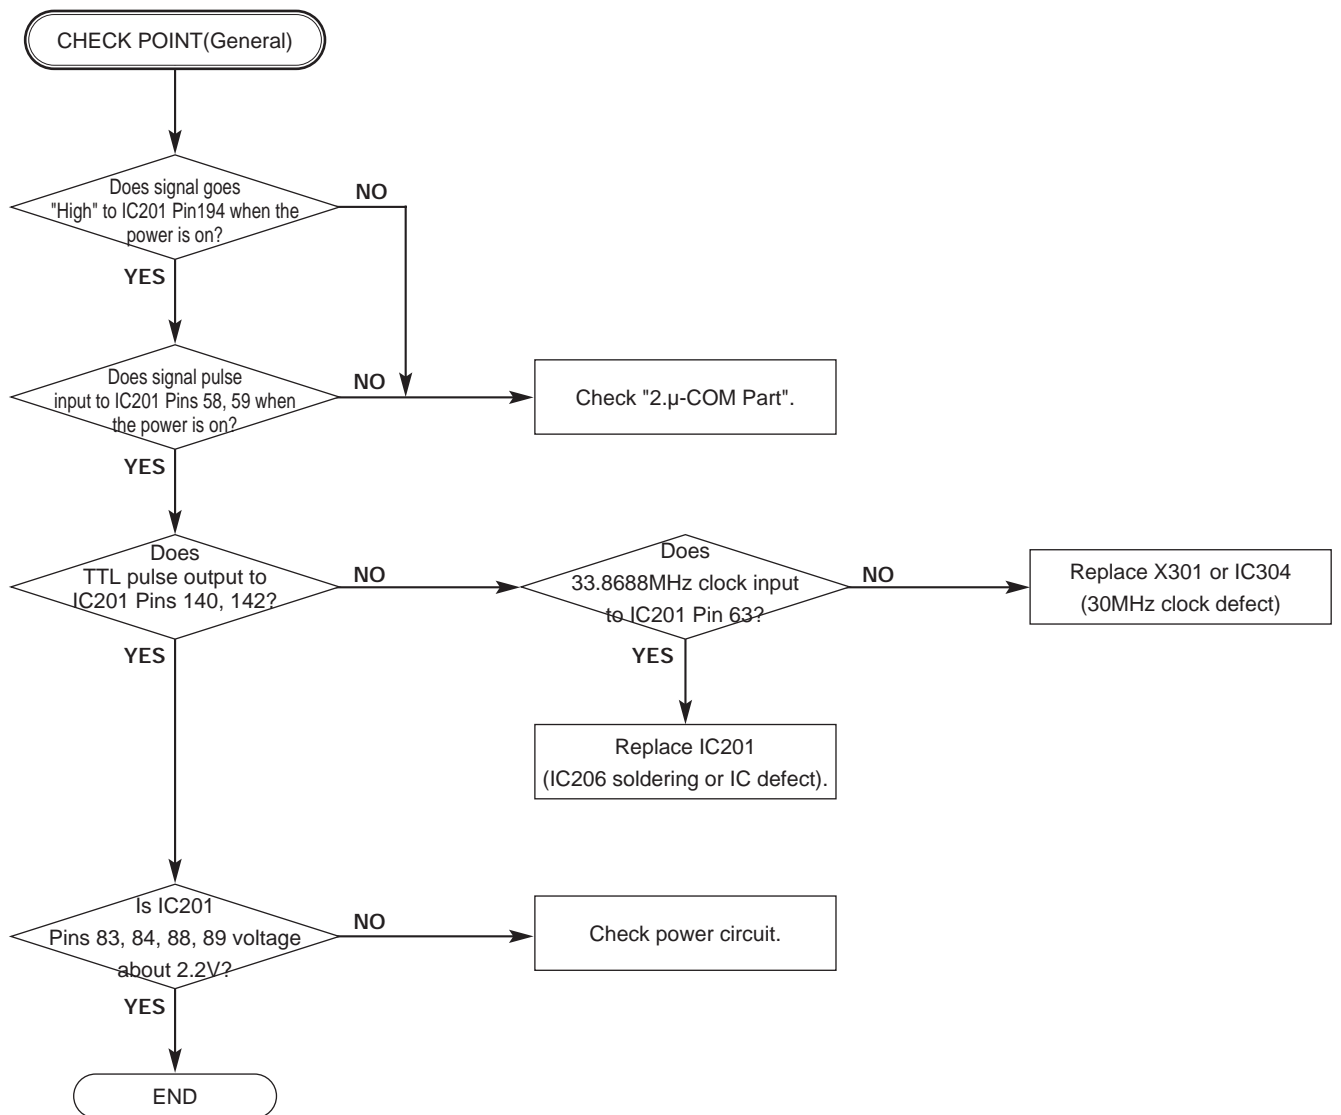 CHECK POINT(General)
Does signal goes
"High" to IC201 Pin194 when the
power is on?
NO
YES
Does signal pulse
input to IC201 Pins 58, 59 when
the power is on?
NO
Check "2.µ-COM Part".
YES
Does
TTL pulse output to
IC201 Pins 140, 142?
NO
Does
33.8688MHz clock input
to IC201 Pin 63?
NO
Replace X301 or IC304
(30MHz clock defect)
YES
YES
Replace IC201
(IC206 soldering or IC defect).
Is IC201
Pins 83, 84, 88, 89 voltage
about 2.2V?
NO
Check power circuit.
YES
END